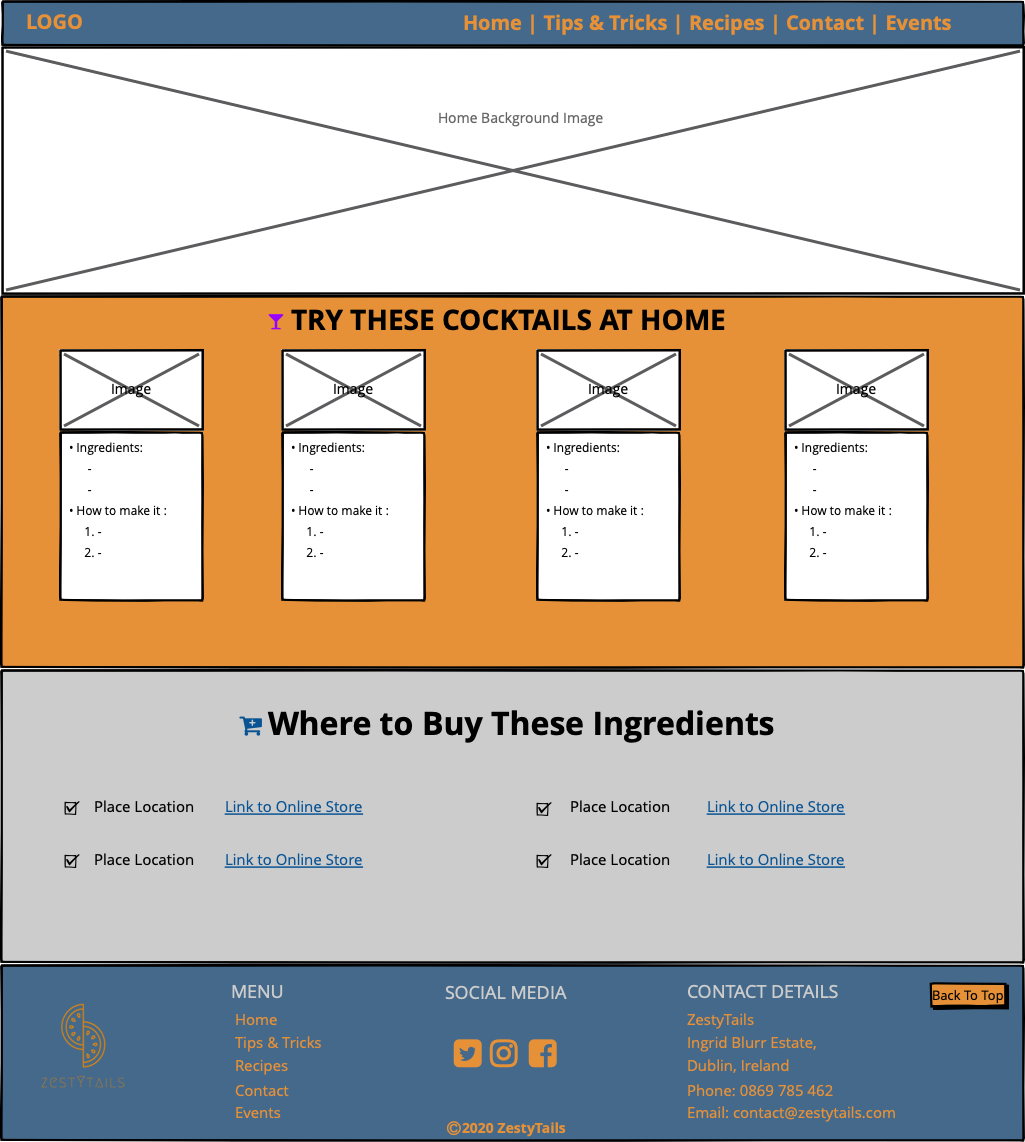 LOGO
Home | Tips & Tricks | Recipes | Contact | Events
Home Background Image
TRY THESE COCKTAILS AT HOME
Image
• Ingredients:
-
-
• How to make it :
1. -
2. -
Image
• Ingredients:
-
-
• How to make it :
1. -
2. -
Image
• Ingredients:
-
-
• How to make it :
1. -
2. -
Image
• Ingredients:
-
-
• How to make it :
1. -
2. -
Where to Buy These Ingredients
Place Location Link to Online Store
Place Location Link to Online Store
Place Location Link to Online Store
Place Location Link to Online Store
ZESTYTAILS
MENU
Home
Tips & Tricks
Recipes
Contact
Events
SOCIAL MEDIA
©2020 ZestyTails
CONTACT DETAILS
ZestyTails
Ingrid Blurr Estate,
Dublin, Ireland
Phone: 0869 785 462
Email: contact@zestytails.com
Back To Top